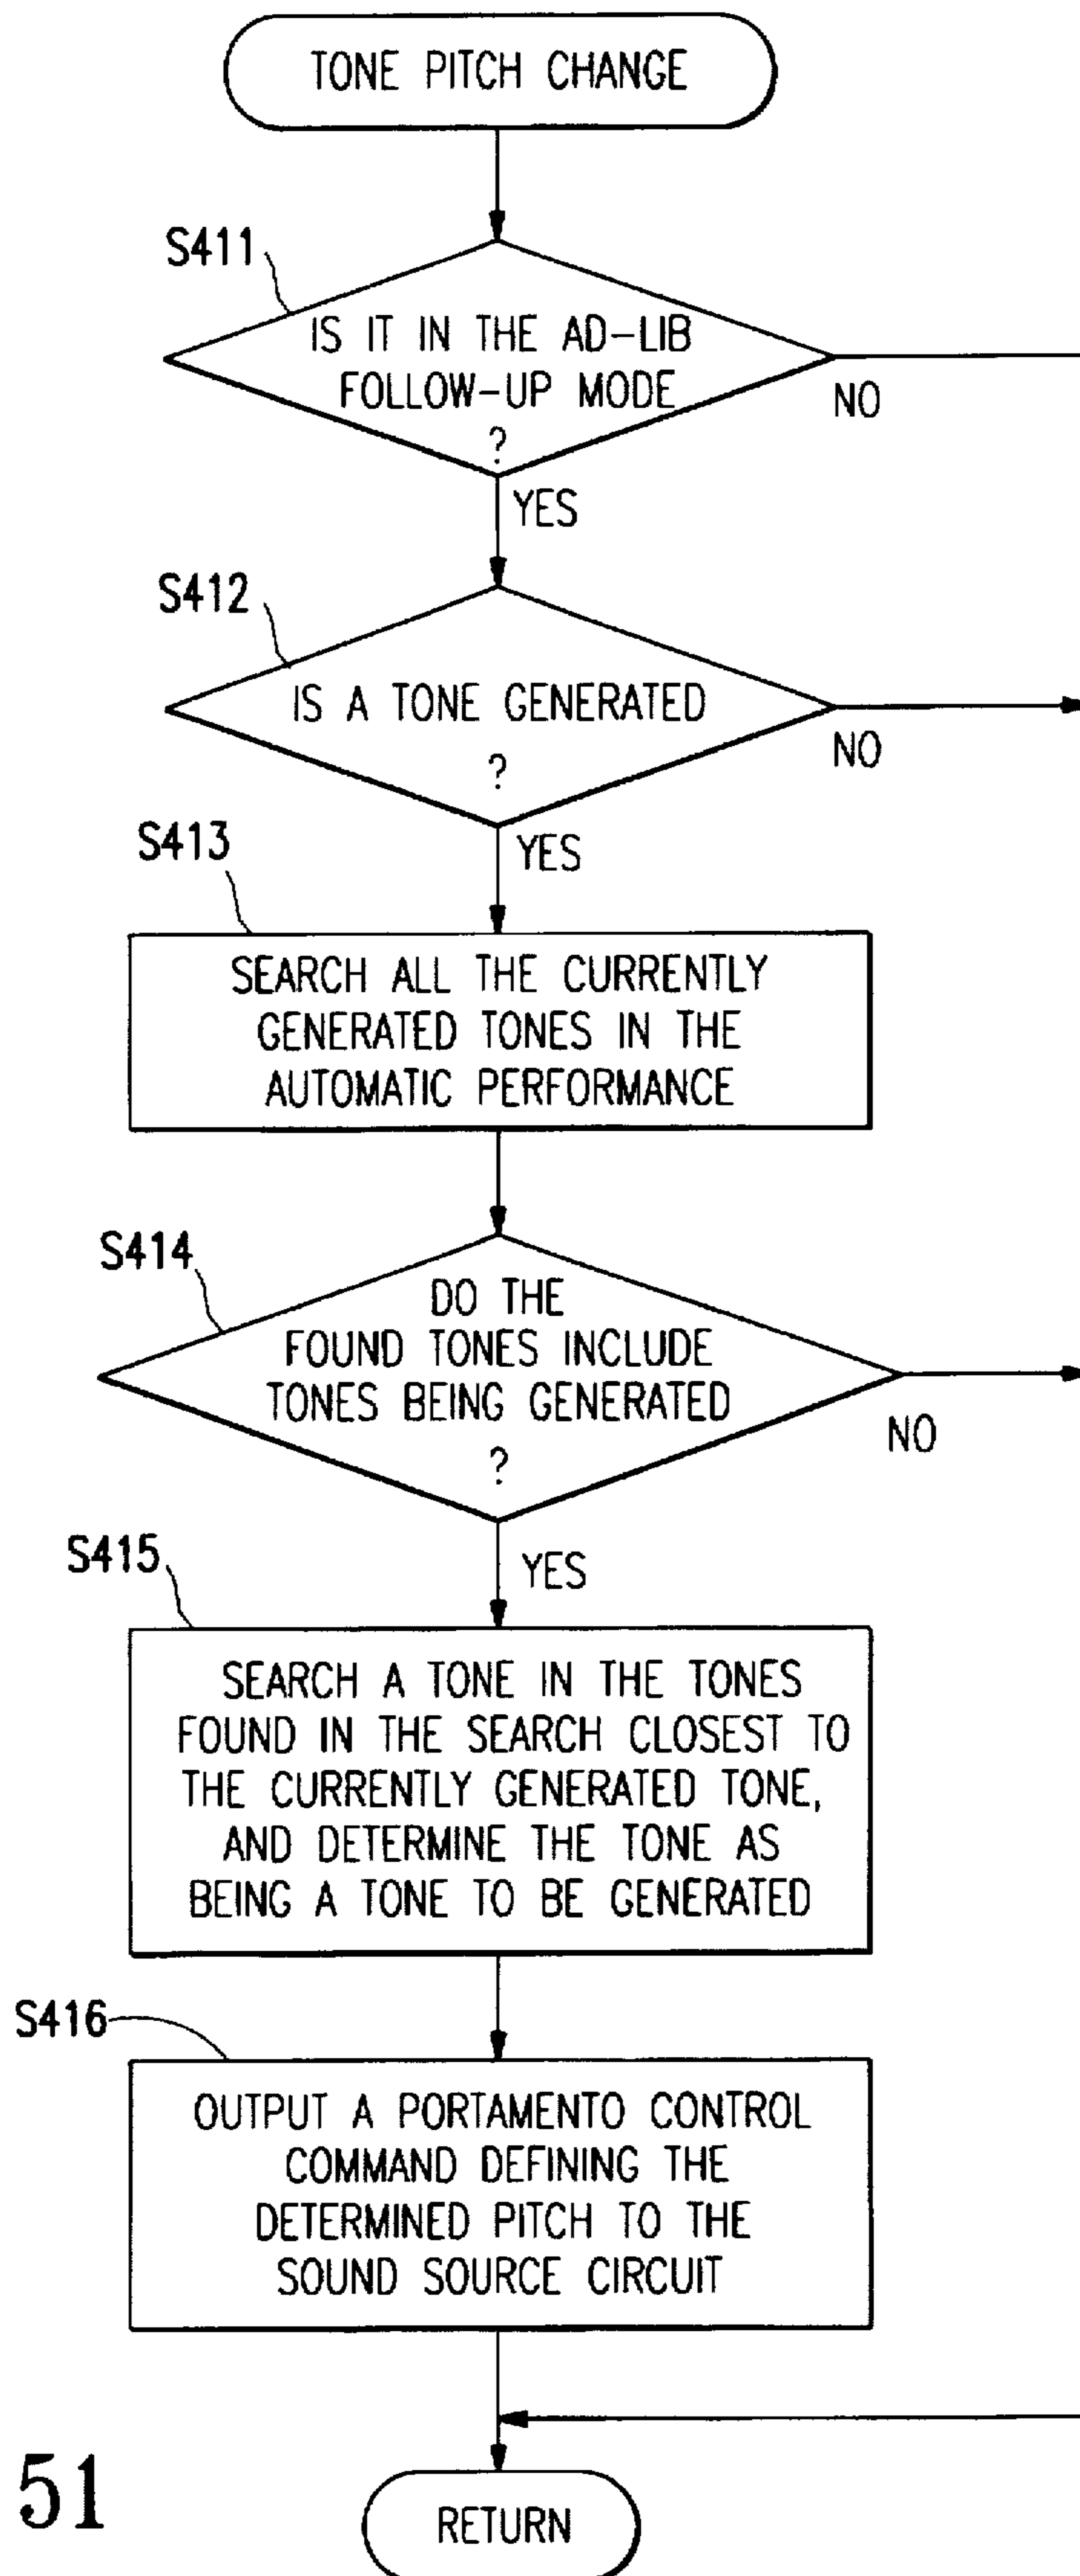 TONE PITCH CHANGE
S411
IS IT IN THE AD-LIB
FOLLOW-UP MODE
?
NO
YES
S412
IS A TONE GENERATED
?
NO
YES
S413
SEARCH ALL THE CURRENTLY
GENERATED TONES IN THE
AUTOMATIC PERFORMANCE
S414
DO THE
FOUND TONES INCLUDE
TONES BEING GENERATED
?
NO
YES
S415
SEARCH A TONE IN THE TONES
FOUND IN THE SEARCH CLOSEST TO
THE CURRENTLY GENERATED TONE,
AND DETERMINE THE TONE AS
BEING A TONE TO BE GENERATED
S416
OUTPUT A PORTAMENTO CONTROL
COMMAND DEFINING THE
DETERMINED PITCH TO THE
SOUND SOURCE CIRCUIT
51
RETURN